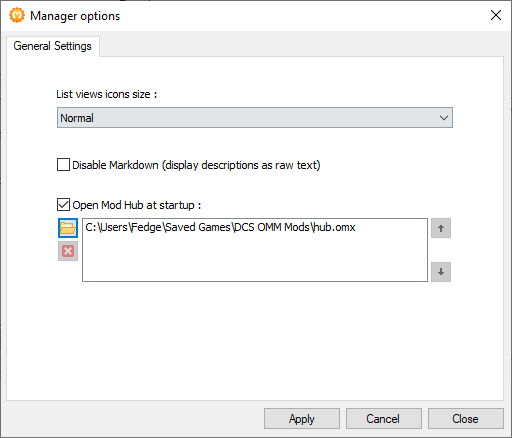 Manager options
General Settings
List views icons size :
Normal
Disable Markdown (display descriptions as raw text)
Open Mod Hub at startup :
C:\Users\Fedge\Saved Games\DCS OMM Mods\hub.omx
Apply
Cancel
Close